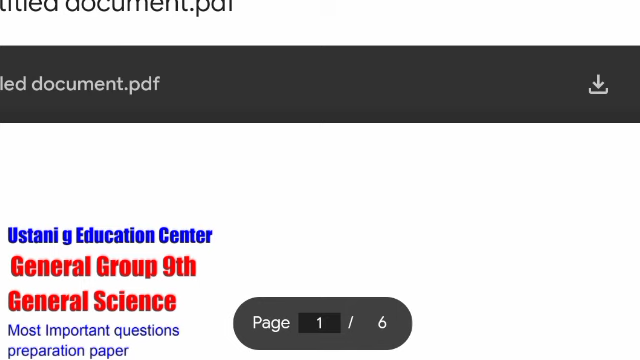 titled document.pdf
led document.pdf
Ustani g Education Center
General Group 9th
General Science
Most Important questions
preparation paper
Page 1 / 6